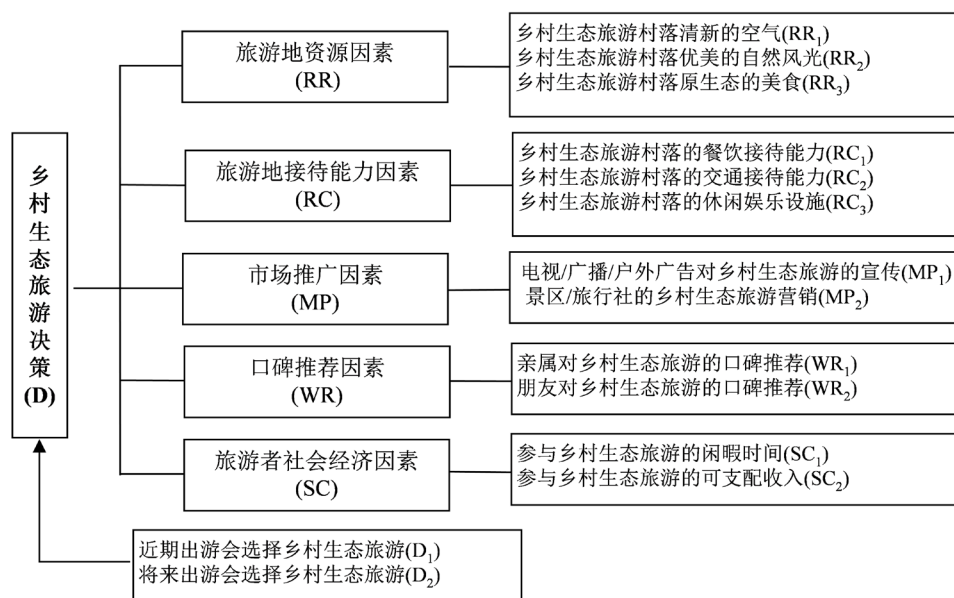 乡村生态旅游决策
(D)
旅游地资源因素
(RR)
乡村生态旅游村落清新的空气(RR₁)
乡村生态旅游村落优美的自然风光(RR₂)
乡村生态旅游村落原生态的美食(RR₃)
旅游地接待能力因素
(RC)
乡村生态旅游村落的餐饮接待能力(RC₁)
乡村生态旅游村落的交通接待能力(RC₂)
乡村生态旅游村落的休闲娱乐设施(RC₃)
市场推广因素
(MP)
电视/广播/户外广告对乡村生态旅游的宣传(MP₁)
景区/旅行社的乡村生态旅游营销(MP₂)
口碑推荐因素
(WR)
亲属对乡村生态旅游的口碑推荐(WR₁)
朋友对乡村生态旅游的口碑推荐(WR₂)
旅游者社会经济因素
(SC)
参与乡村生态旅游的闲暇时间(SC₁)
参与乡村生态旅游的可支配收入(SC₂)
近期出游会选择乡村生态旅游(D₁)
将来出游会选择乡村生态旅游(D₂)